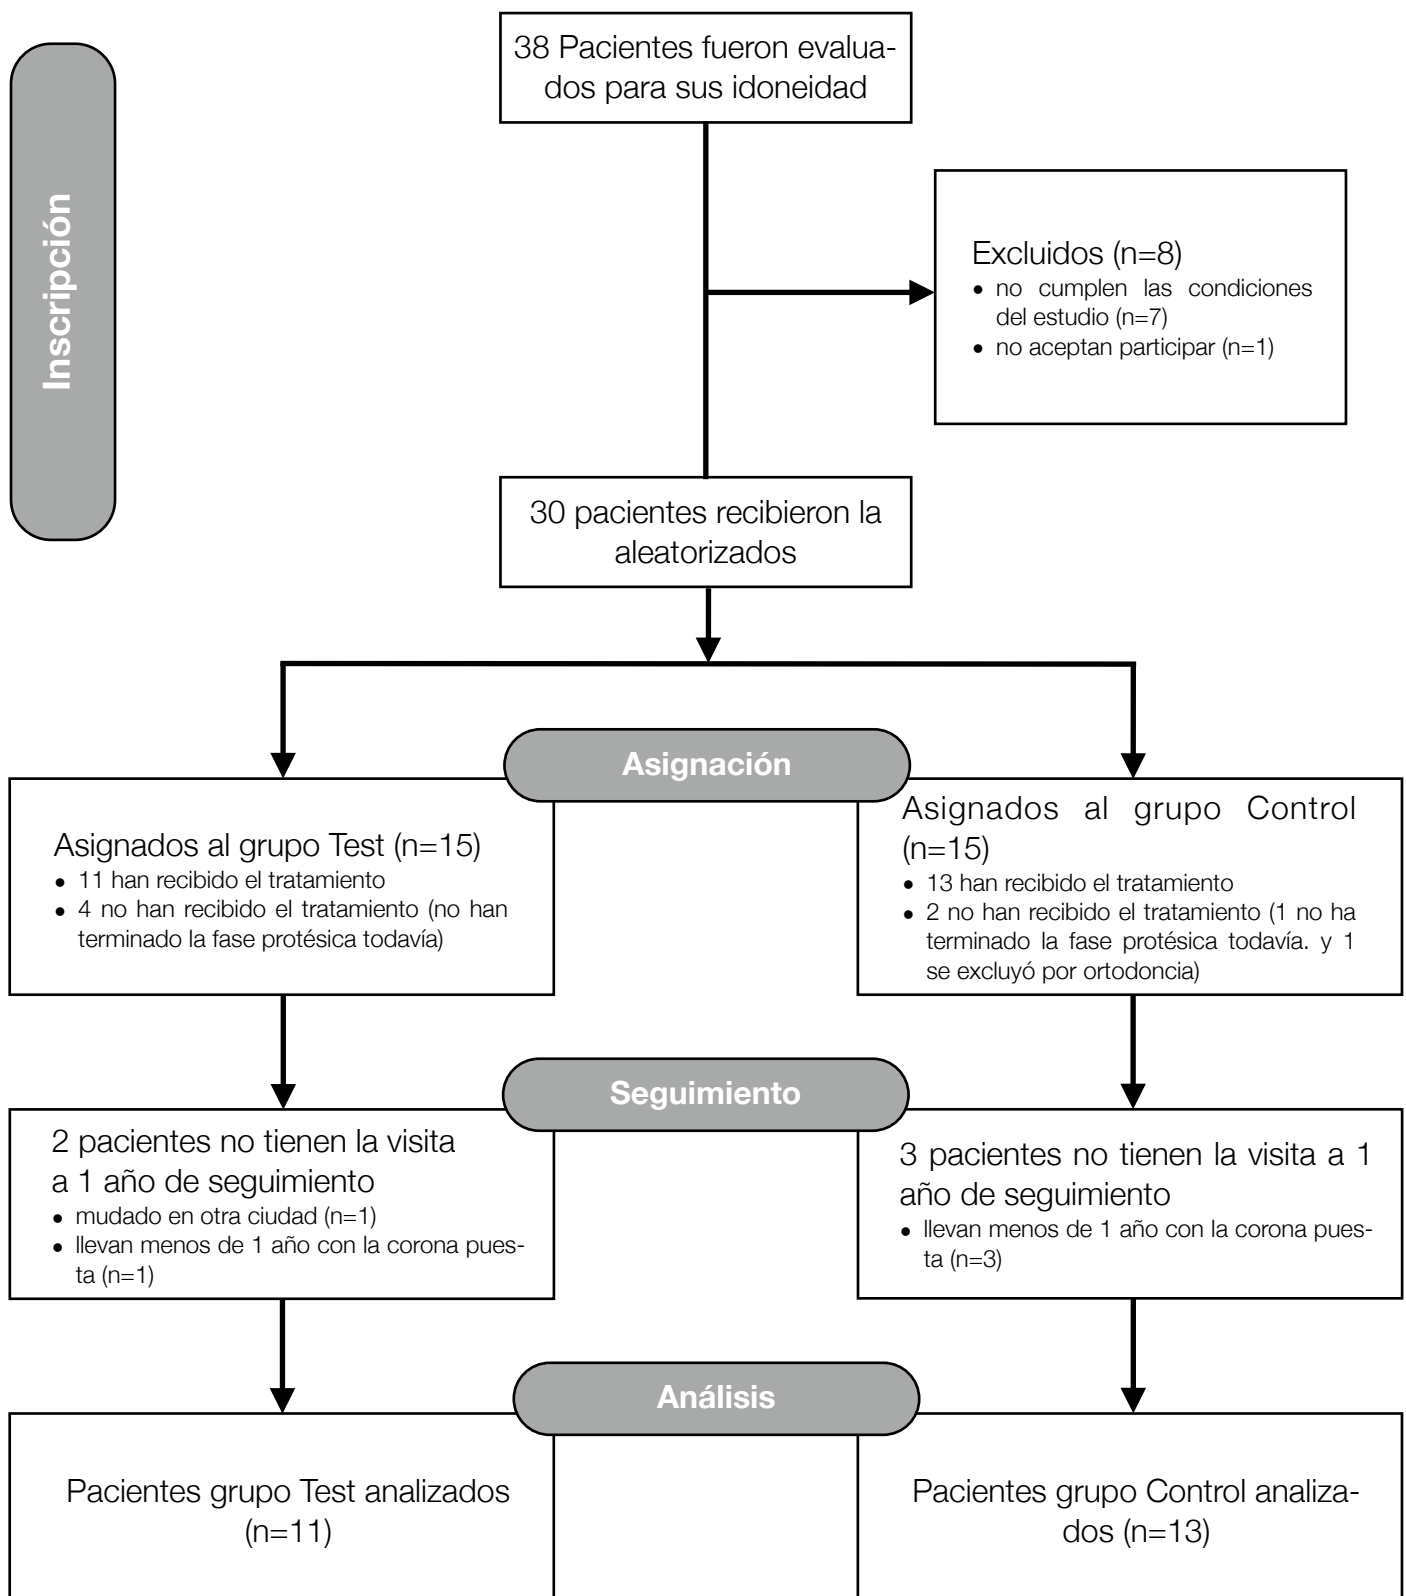 38 Pacientes fueron evalua-
dos para sus idoneidad
Inscripción
Excluidos (n=8)
• no cumplen las condiciones
del estudio (n=7)
• no aceptan participar (n=1)
30 pacientes recibieron la
aleatorizados
Asignación
Asignados al grupo Test (n=15)
• 11 han recibido el tratamiento
• 4 no han recibido el tratamiento (no han
terminado la fase protésica todavía)
Asignados al grupo Control
(n=15)
• 13 han recibido el tratamiento
• 2 no han recibido el tratamiento (1 no ha
terminado la fase protésica todavía. y 1
se excluyó por ortodoncia)
Seguimiento
2 pacientes no tienen la visita
a 1 año de seguimiento
• mudado en otra ciudad (n=1)
• llevan menos de 1 año con la corona pues-
ta (n=1)
3 pacientes no tienen la visita a 1
año de seguimiento
• llevan menos de 1 año con la corona pues-
ta (n=3)
Análisis
Pacientes grupo Test analizados
(n=11)
Pacientes grupo Control analiza-
dos (n=13)